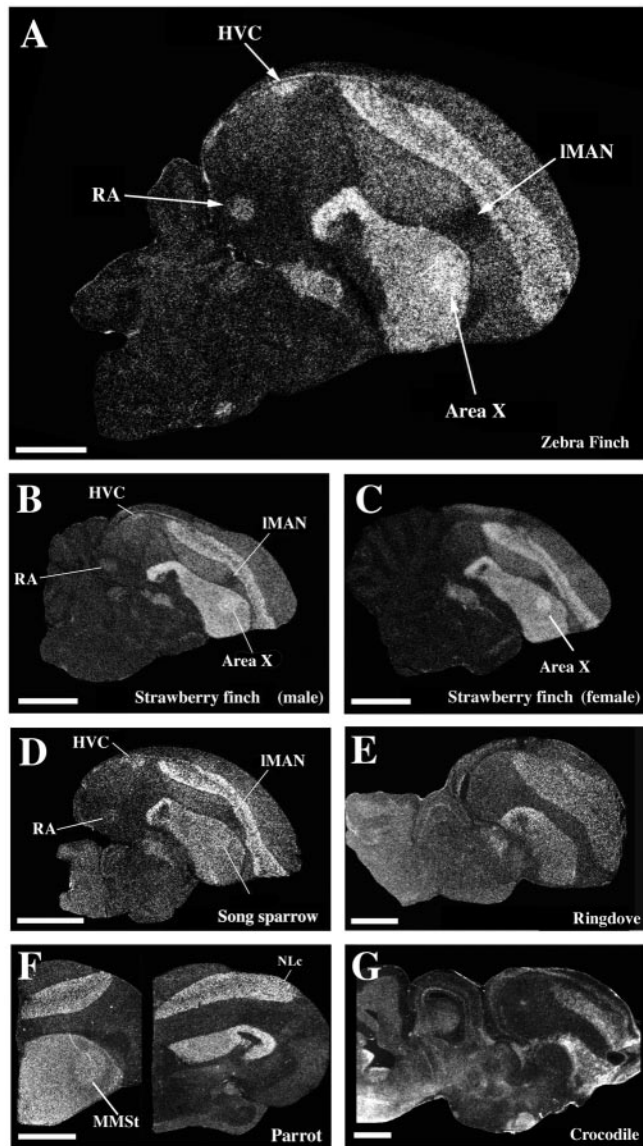 A
HVC
lMAN
RA
Area X
Zebra Finch
B
HVC
lMAN
RA
Area X
Strawberry finch (male)
C
Area X
Strawberry finch (female)
D
HVC
lMAN
RA
Song sparrow
E
Ringdove
F
NLc
MMSt
Parrot
G
Crocodile